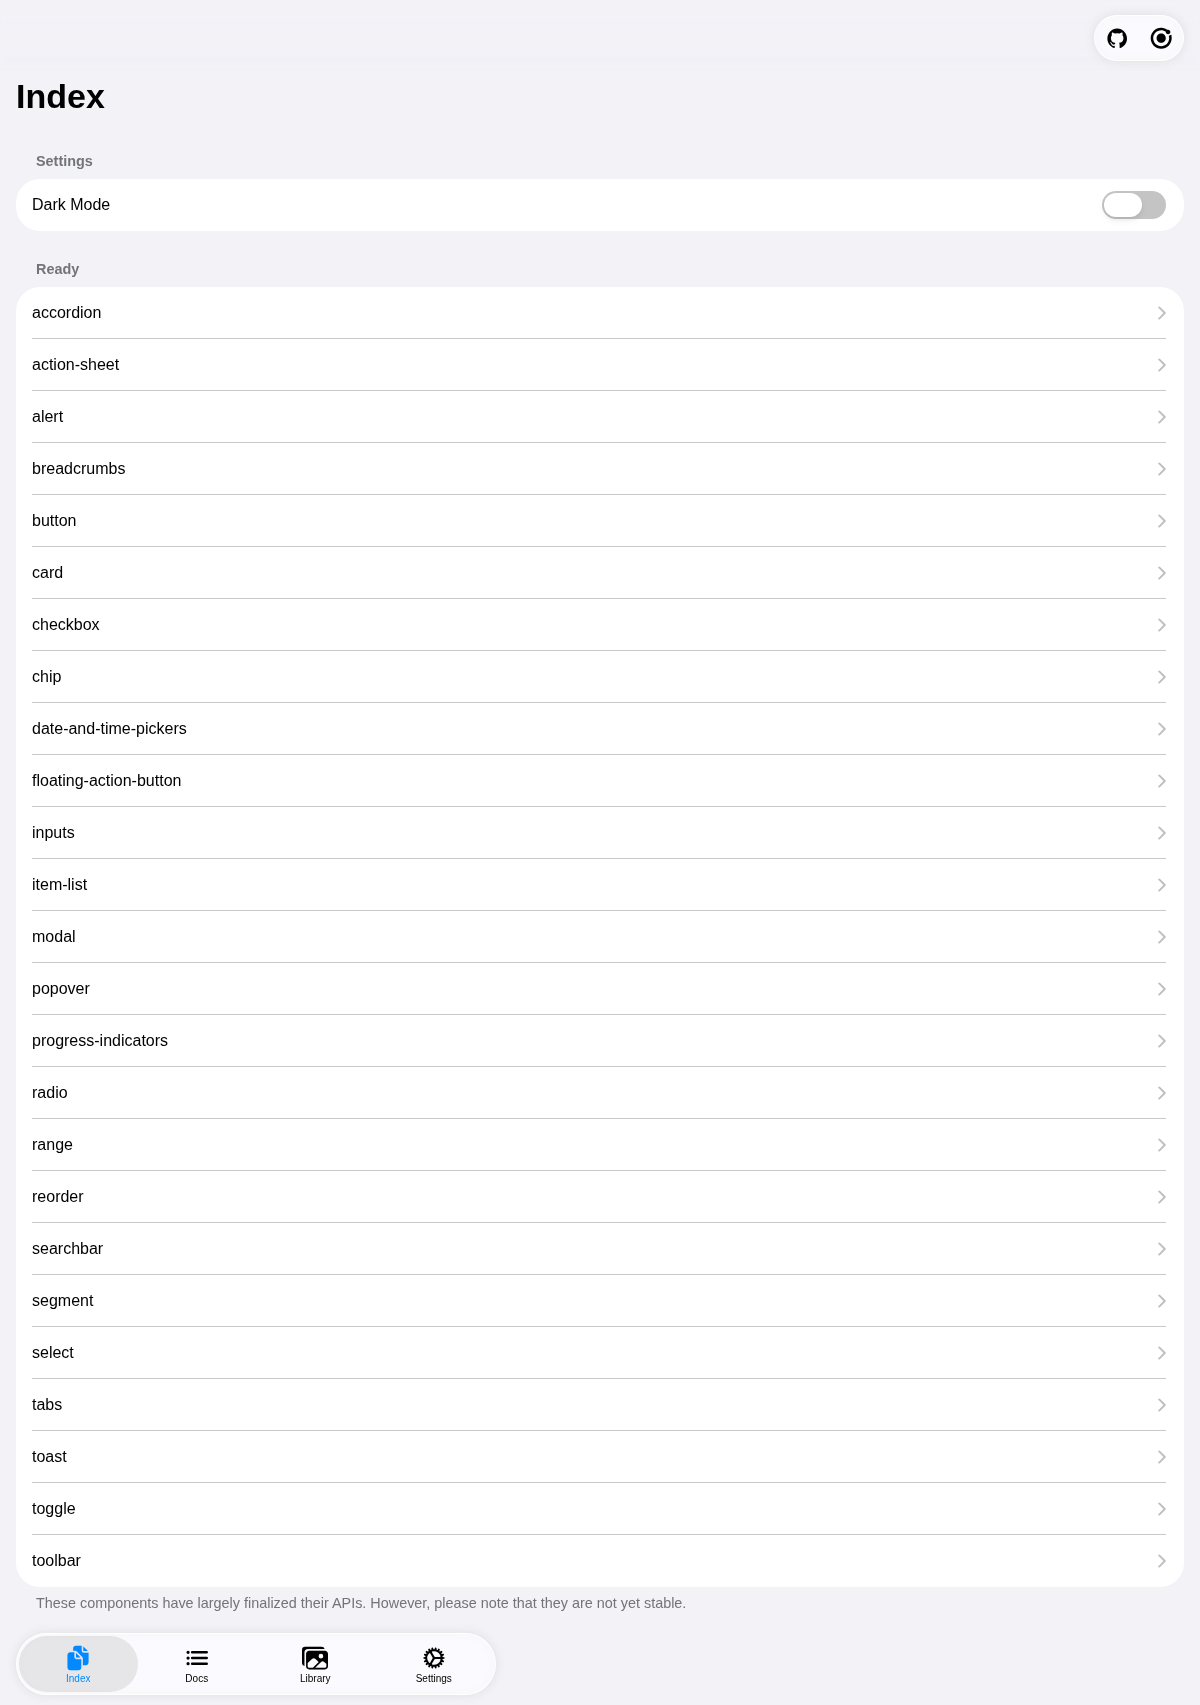 Index
Settings
Dark Mode
Ready
accordion
action-sheet
alert
breadcrumbs
button
card
checkbox
chip
date-and-time-pickers
floating-action-button
inputs
item-list
modal
popover
progress-indicators
radio
range
reorder
searchbar
segment
select
tabs
toast
toggle
toolbar
These components have largely finalized their APIs. However, please note that they are not yet stable.
Index
Docs
Library
Settings